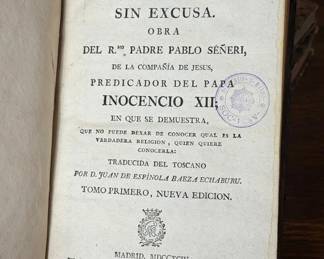 SIN EXCUSA.
OBRA
DEL R.MO PADRE PABLO SÉÑERI,
DE LA COMPAÑÍA DE JESUS,
PREDICADOR DEL PAPA
INOCENCIO XII;
EN QUE SE DEMUESTRA,
QUE NO PUEDE DEXAR DE CONOCER QUAL ES LA
VERDADERA RELIGION, QUIEN QUIERE
CONOCERLA:
TRADUCIDA DEL TOSCANO
POR D. JUAN DE ESPÍNOLA BAEZA ECHABURU.
TOMO PRIMERO, NUEVA EDICION.
MADRID,